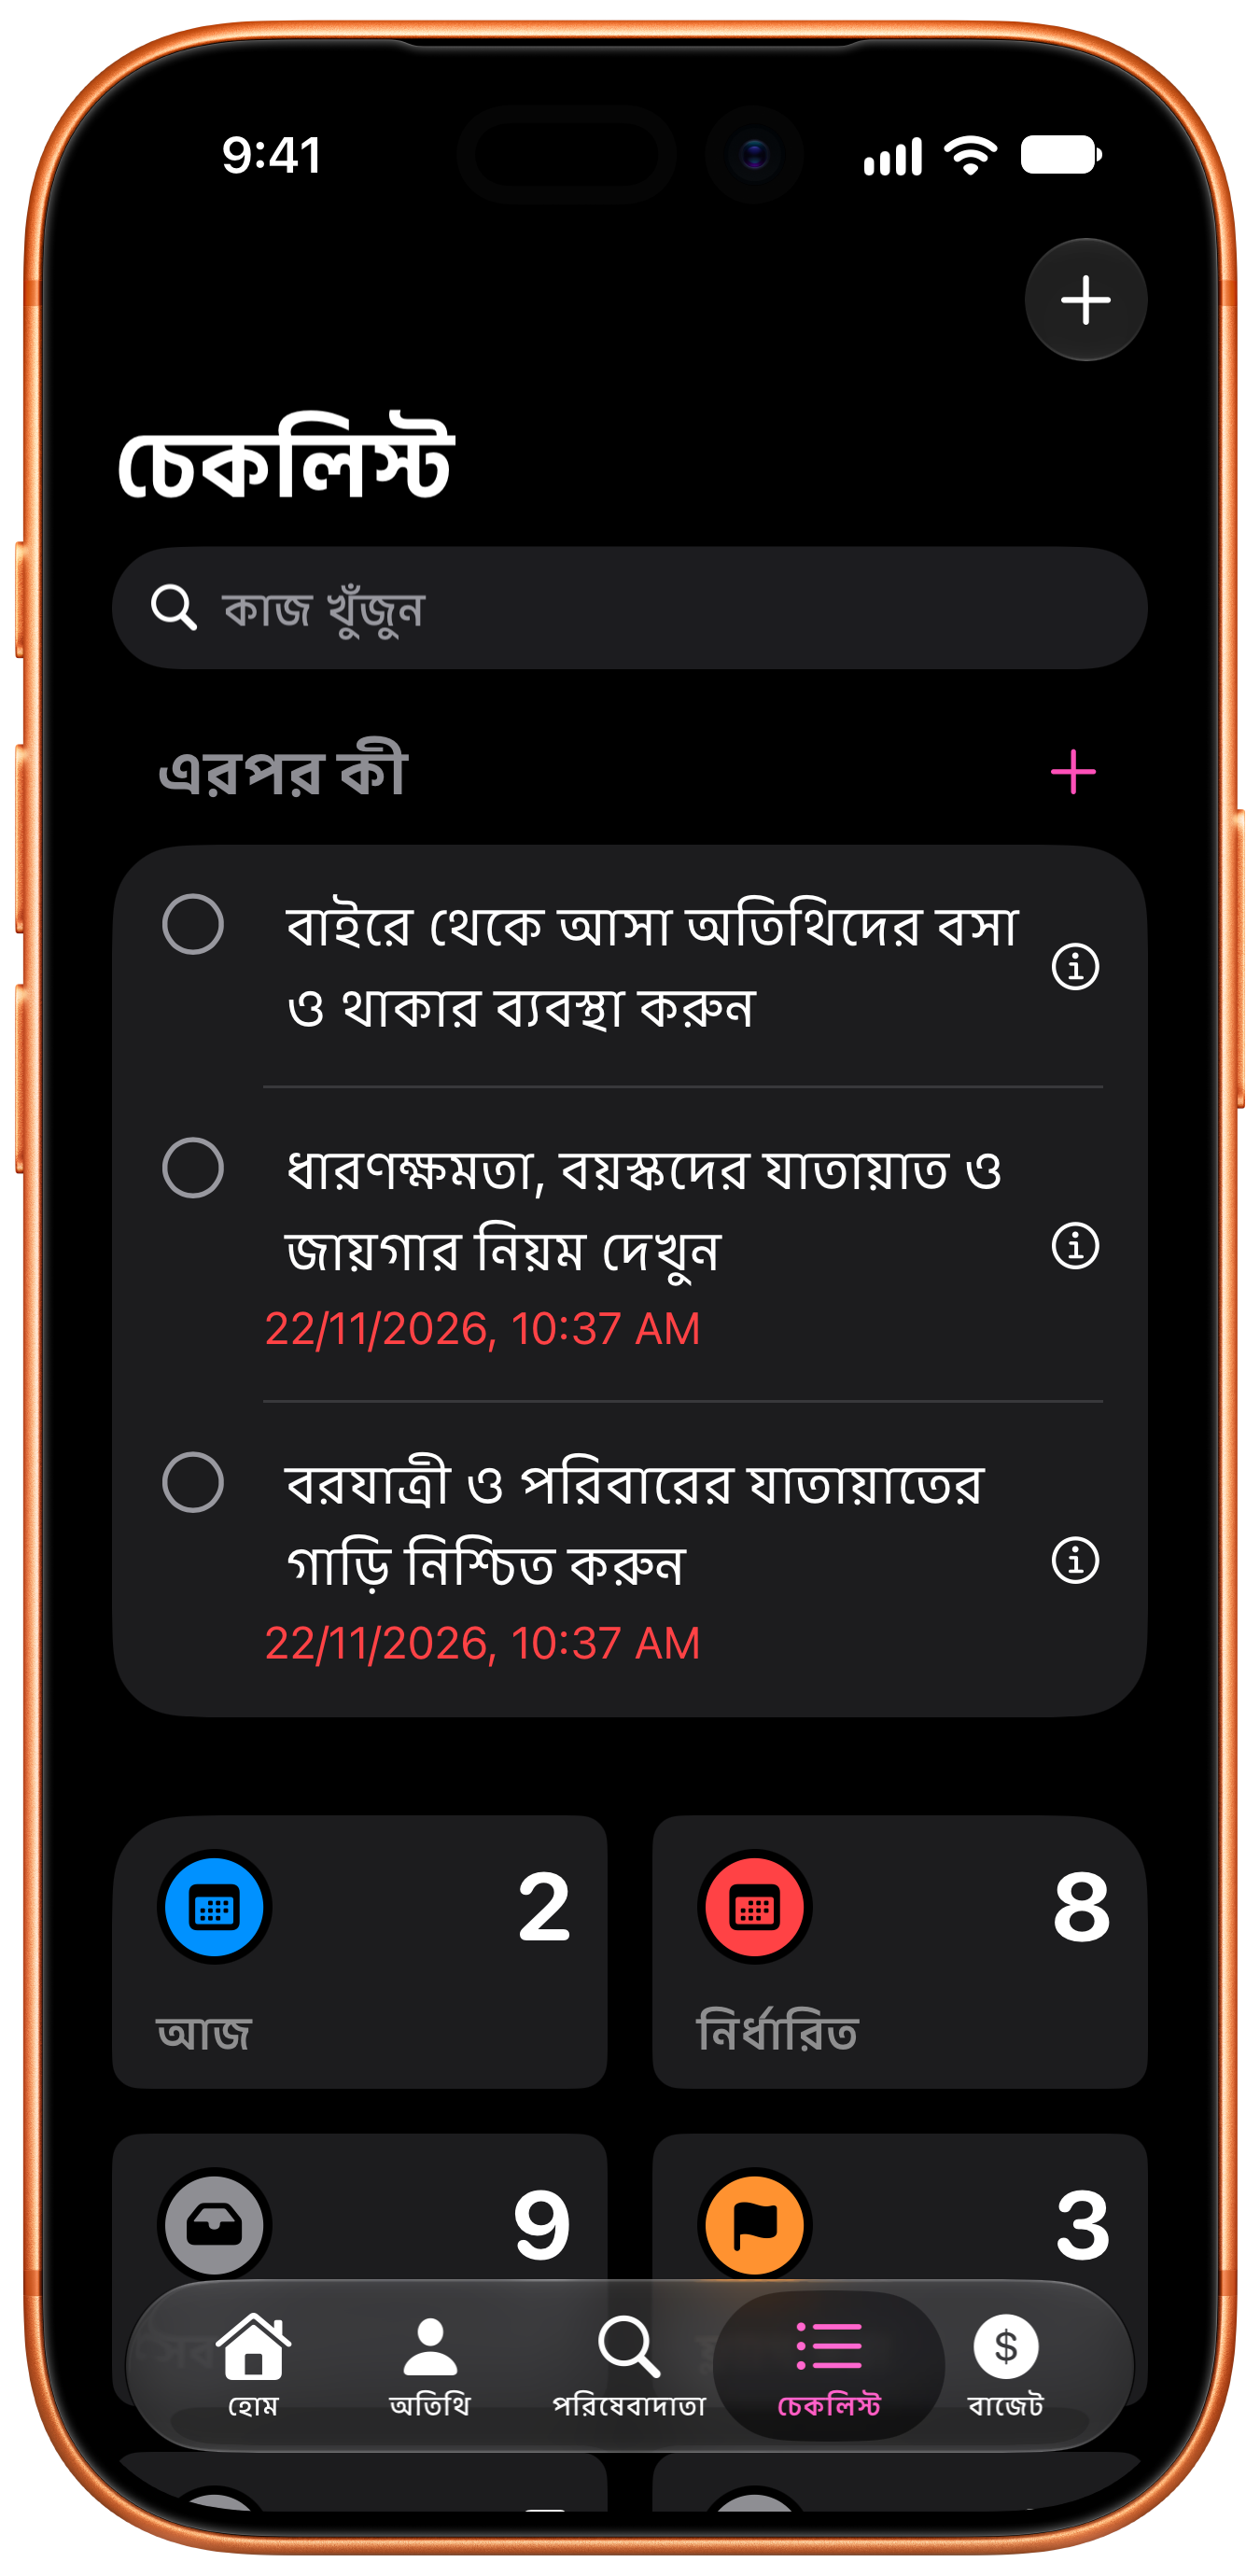 9:41
চেকলিস্ট
কাজ খুঁজুন
এরপর কী
বাইরে থেকে আসা অতিথিদের বসা
ও থাকার ব্যবস্থা করুন
ধারণক্ষমতা, বয়স্কদের যাতায়াত ও
জায়গার নিয়ম দেখুন
22/11/2026, 10:37 AM
বরযাত্রী ও পরিবারের যাতায়াতের
গাড়ি নিশ্চিত করুন
22/11/2026, 10:37 AM
2
আজ
8
নির্ধারিত
9
সব
3
হোম
অতিথি
পরিষেবাদাতা
চেকলিস্ট
বাজেট